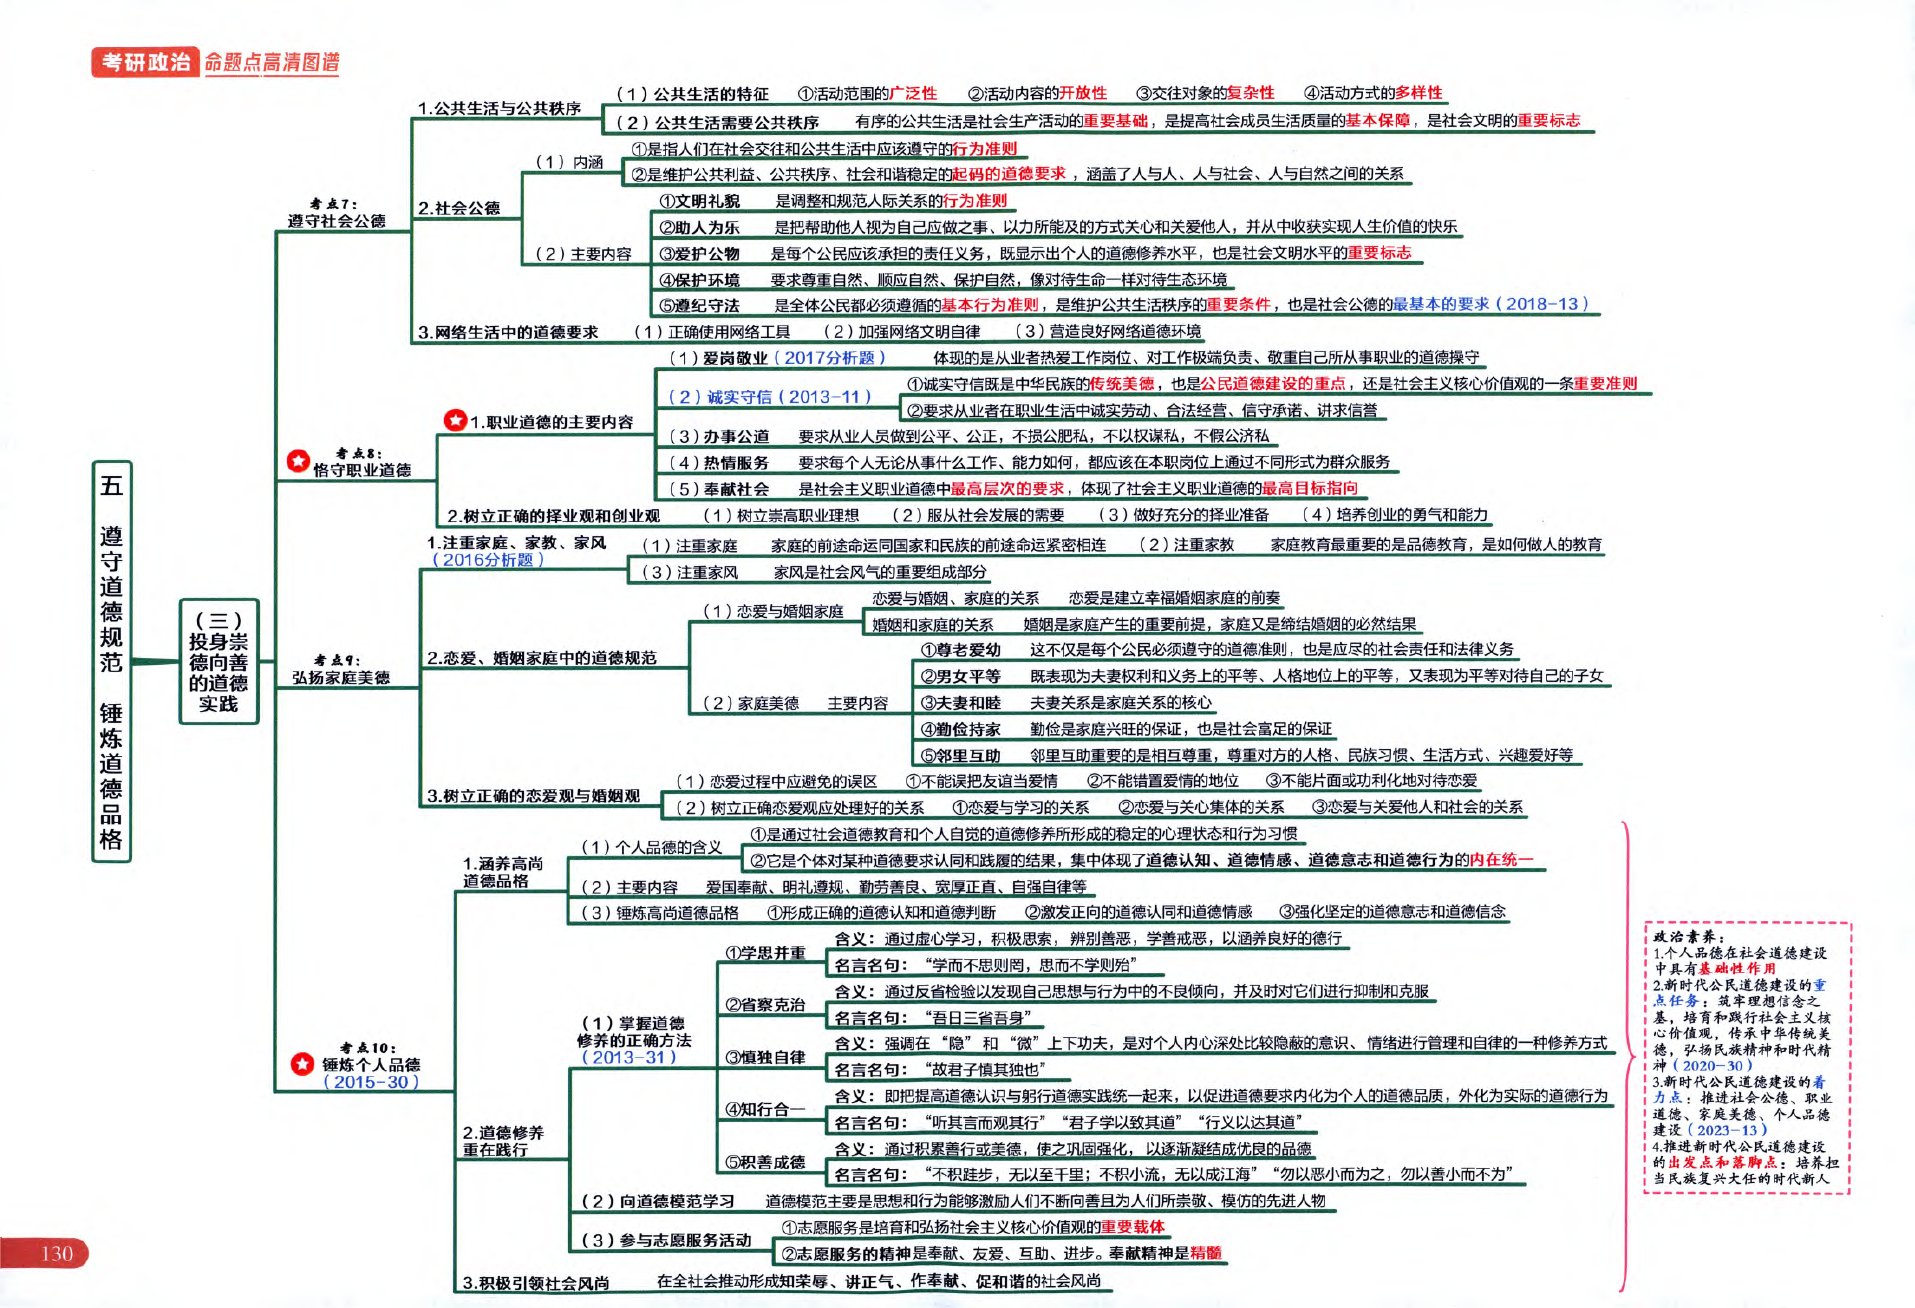 考研政治 命题点高清图谱
五 遵守道德规范 锤炼道德品格
（三）
投身崇
德向善
的道德
实践
考点7：
遵守社会公德
1.公共生活与公共秩序
（1）公共生活的特征 ①活动范围的广泛性 ②活动内容的开放性 ③交往对象的复杂性 ④活动方式的多样性
（2）公共生活需要公共秩序 有序的公共生活是社会生产活动的重要基础，是提高社会成员生活质量的基本保障，是社会文明的重要标志
2.社会公德
（1）内涵
①是指人们在社会交往和公共生活中应该遵守的行为准则
②是维护公共利益、公共秩序、社会和谐稳定的起码的道德要求，涵盖了人与人、人与社会、人与自然之间的关系
（2）主要内容
①文明礼貌 是调整和规范人际关系的行为准则
②助人为乐 是把帮助他人视为自己应做之事、以力所能及的方式关心和关爱他人，并从中收获实现人生价值的快乐
③爱护公物 是每个公民应该承担的责任义务，既显示出个人的道德修养水平，也是社会文明水平的重要标志
④保护环境 要求尊重自然、顺应自然、保护自然，像对待生命一样对待生态环境
⑤遵纪守法 是全体公民都必须遵循的基本行为准则，是维护公共生活秩序的重要条件，也是社会公德的最基本的要求（2018-13）
3.网络生活中的道德要求 （1）正确使用网络工具 （2）加强网络文明自律 （3）营造良好网络道德环境
考点8：
恪守职业道德
1.职业道德的主要内容
（1）爱岗敬业（2017分析题） 体现的是从业者热爱工作岗位、对工作极端负责、敬重自己所从事职业的道德操守
（2）诚实守信（2013-11）
①诚实守信既是中华民族的传统美德，也是公民道德建设的重点，还是社会主义核心价值观的一条重要准则
②要求从业者在职业生活中诚实劳动、合法经营、信守承诺、讲求信誉
（3）办事公道 要求从业人员做到公平、公正，不损公肥私，不以权谋私，不假公济私
（4）热情服务 要求每个人无论从事什么工作、能力如何，都应该在本职岗位上通过不同形式为群众服务
（5）奉献社会 是社会主义职业道德中最高层次的要求，体现了社会主义职业道德的最高目标指向
2.树立正确的择业观和创业观 （1）树立崇高职业理想 （2）服从社会发展的需要 （3）做好充分的择业准备 （4）培养创业的勇气和能力
考点9：
弘扬家庭美德
1.注重家庭、家教、家风
（2016分析题）
（1）注重家庭 家庭的前途命运同国家和民族的前途命运紧密相连 （2）注重家教 家庭教育最重要的是品德教育，是如何做人的教育
（3）注重家风 家风是社会风气的重要组成部分
2.恋爱、婚姻家庭中的道德规范
（1）恋爱与婚姻家庭
恋爱与婚姻、家庭的关系 恋爱是建立幸福婚姻家庭的前奏
婚姻和家庭的关系 婚姻是家庭产生的重要前提，家庭又是缔结婚姻的必然结果
（2）家庭美德 主要内容
①尊老爱幼 这不仅是每个公民必须遵守的道德准则，也是应尽的社会责任和法律义务
②男女平等 既表现为夫妻权利和义务上的平等、人格地位上的平等，又表现为平等对待自己的子女
③夫妻和睦 夫妻关系是家庭关系的核心
④勤俭持家 勤俭是家庭兴旺的保证，也是社会富足的保证
⑤邻里互助 邻里互助重要的是相互尊重，尊重对方的人格、民族习惯、生活方式、兴趣爱好等
3.树立正确的恋爱观与婚姻观
（1）恋爱过程中应避免的误区 ①不能误把友谊当爱情 ②不能错置爱情的地位 ③不能片面或功利化地对待恋爱
（2）树立正确恋爱观应处理好的关系 ①恋爱与学习的关系 ②恋爱与关心集体的关系 ③恋爱与关爱他人和社会的关系
考点10：
锤炼个人品德
（2015-30）
1.涵养高尚
道德品格
（1）个人品德的含义
①是通过社会道德教育和个人自觉的道德修养所形成的稳定的心理状态和行为习惯
②它是个体对某种道德要求认同和践履的结果，集中体现了道德认知、道德情感、道德意志和道德行为的内在统一
（2）主要内容 爱国奉献、明礼遵规、勤劳善良、宽厚正直、自强自律等
（3）锤炼高尚道德品格 ①形成正确的道德认知和道德判断 ②激发正向的道德认同和道德情感 ③强化坚定的道德意志和道德信念
2.道德修养
重在践行
（1）掌握道德
修养的正确方法
（2013-31）
①学思并重
含义：通过虚心学习，积极思索，辨别善恶，学善戒恶，以涵养良好的德行
名言名句：“学而不思则罔，思而不学则殆”
②省察克治
含义：通过反省检验以发现自己思想与行为中的不良倾向，并及时对它们进行抑制和克服
名言名句：“吾日三省吾身”
③慎独自律
含义：强调在“隐”和“微”上下功夫，是对个人内心深处比较隐蔽的意识、情绪进行管理和自律的一种修养方式
名言名句：“故君子慎其独也”
④知行合一
含义：即把提高道德认识与躬行道德实践统一起来，以促进道德要求内化为个人的道德品质，外化为实际的道德行为
名言名句：“听其言而观其行”“君子学以致其道”“行义以达其道”
⑤积善成德
含义：通过积累善行或美德，使之巩固强化，以逐渐凝结成优良的品德
名言名句：“不积跬步，无以至千里；不积小流，无以成江海”“勿以恶小而为之，勿以善小而不为”
（2）向道德模范学习 道德模范主要是思想和行为能够激励人们不断向善且为人们所崇敬、模仿的先进人物
（3）参与志愿服务活动
①志愿服务是培育和弘扬社会主义核心价值观的重要载体
②志愿服务的精神是奉献、友爱、互助、进步。奉献精神是精髓
3.积极引领社会风尚 在全社会推动形成知荣辱、讲正气、作奉献、促和谐的社会风尚
政治素养：
1.个人品德在社会道德建设
中具有基础性作用
2.新时代公民道德建设的重
点任务：筑牢理想信念之
基，培育和践行社会主义核
心价值观，传承中华传统美
德，弘扬民族精神和时代精
神（2020-30）
3.新时代公民道德建设的着
力点：推进社会公德、职业
道德、家庭美德、个人品德
建设（2023-13）
4.推进新时代公民道德建设
的出发点和落脚点：培养担
当民族复兴大任的时代新人
130